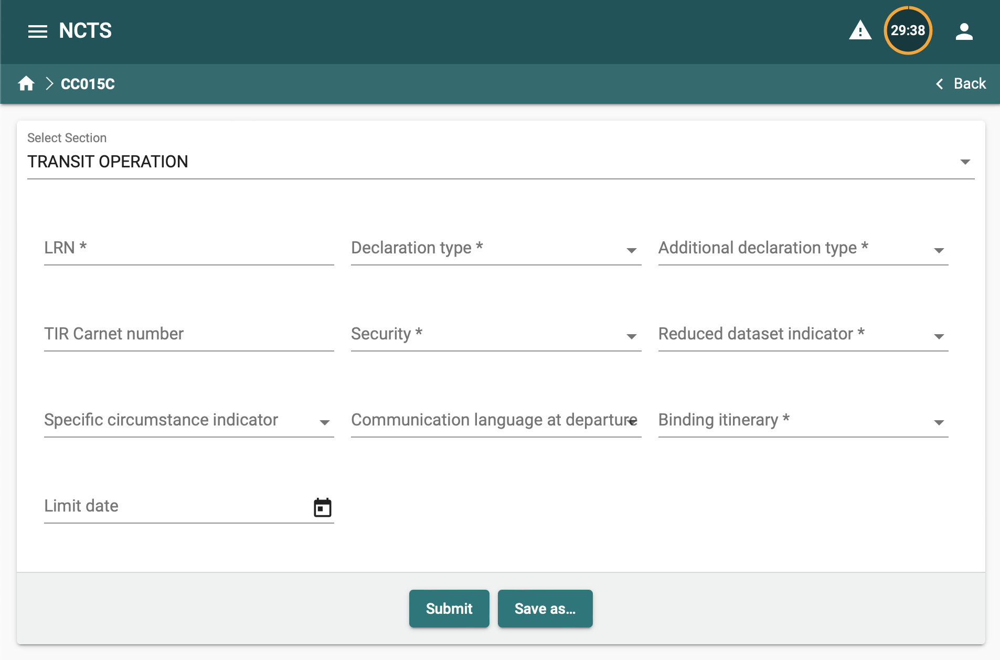 NCTS
29:38
CC015C
Back
Select Section
TRANSIT OPERATION
LRN *
Declaration type *
Additional declaration type *
TIR Carnet number
Security *
Reduced dataset indicator *
Specific circumstance indicator
Communication language at departure
Binding itinerary *
Limit date
Submit
Save as...